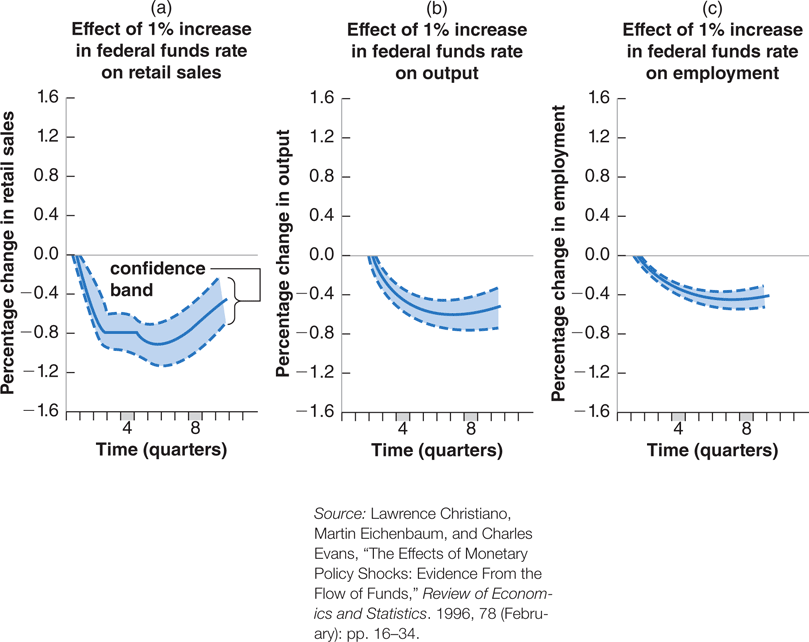 (a)
Effect of 1% increase
in federal funds rate
on retail sales
Percentage change in retail sales
1.6
1.2
0.8
0.4
0.0
−0.4
−0.8
−1.2
−1.6
confidence
band
4
8
Time (quarters)
(b)
Effect of 1% increase
in federal funds rate
on output
Percentage change in output
1.6
1.2
0.8
0.4
0.0
−0.4
−0.8
−1.2
−1.6
4
8
Time (quarters)
(c)
Effect of 1% increase
in federal funds rate
on employment
Percentage change in employment
1.6
1.2
0.8
0.4
0.0
−0.4
−0.8
−1.2
−1.6
4
8
Time (quarters)
Source: Lawrence Christiano,
Martin Eichenbaum, and Charles
Evans, “The Effects of Monetary
Policy Shocks: Evidence From the
Flow of Funds,” Review of Econom-
ics and Statistics. 1996, 78 (Febru-
ary): pp. 16–34.